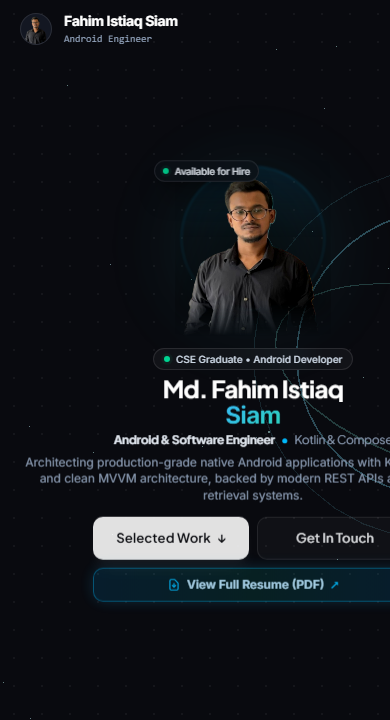 Fahim Istiaq Siam
Android Engineer
Available for Hire
CSE Graduate • Android Developer
Md. Fahim Istiaq
Siam
Android & Software Engineer • Kotlin & Compose
Architecting production-grade native Android applications with K
and clean MVVM architecture, backed by modern REST APIs a
retrieval systems.
Selected Work ↓
Get In Touch
View Full Resume (PDF) ↗